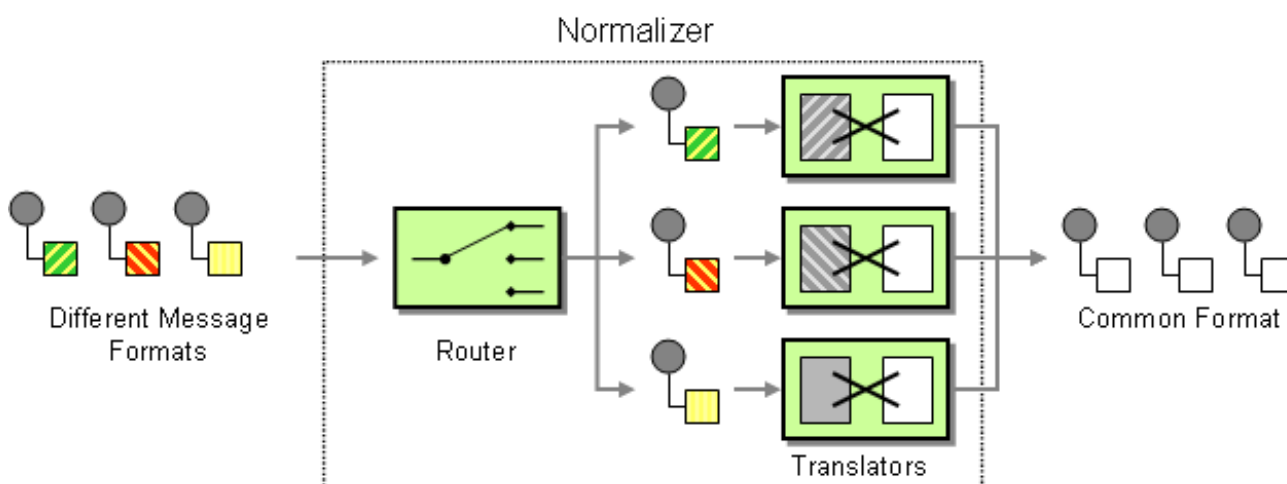 Normalizer
Different Message
Formats
Router
Translators
Common Format